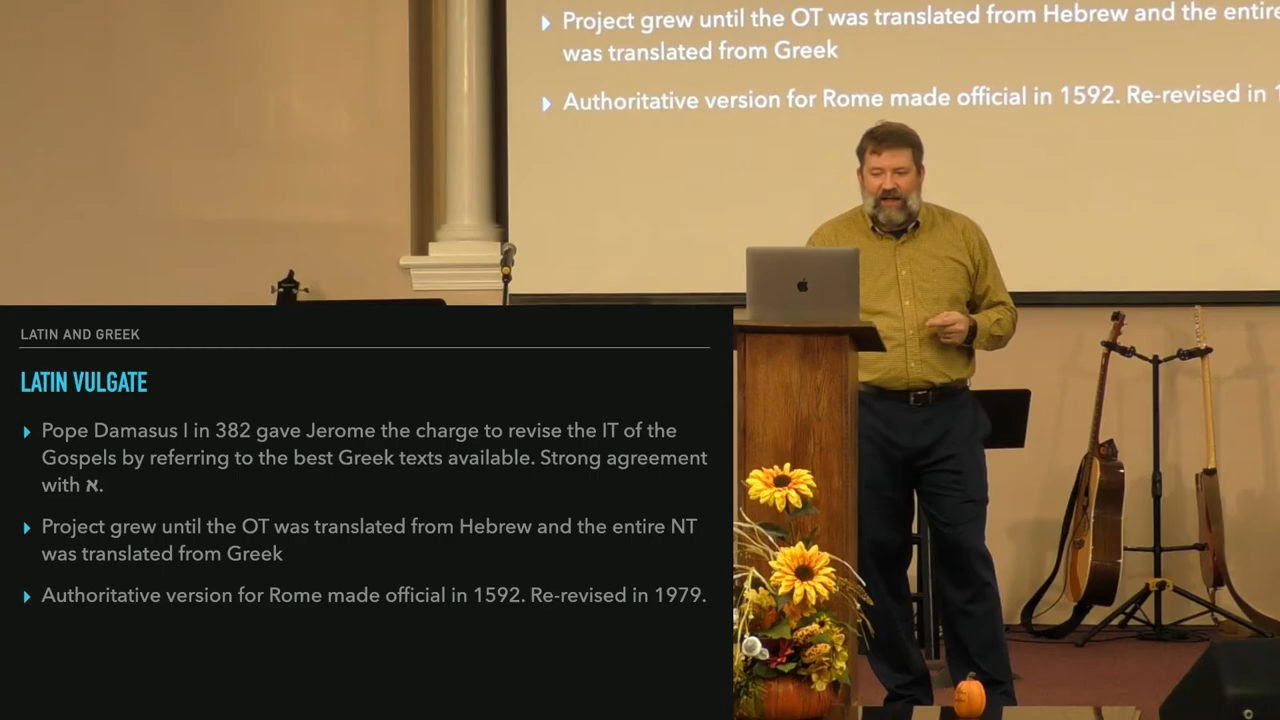 Project grew until the OT was translated from Hebrew and the entire
was translated from Greek
Authoritative version for Rome made official in 1592. Re-revised in 1
LATIN AND GREEK
LATIN VULGATE
Pope Damasus I in 382 gave Jerome the charge to revise the IT of the
Gospels by referring to the best Greek texts available. Strong agreement
with א.
Project grew until the OT was translated from Hebrew and the entire NT
was translated from Greek
Authoritative version for Rome made official in 1592. Re-revised in 1979.